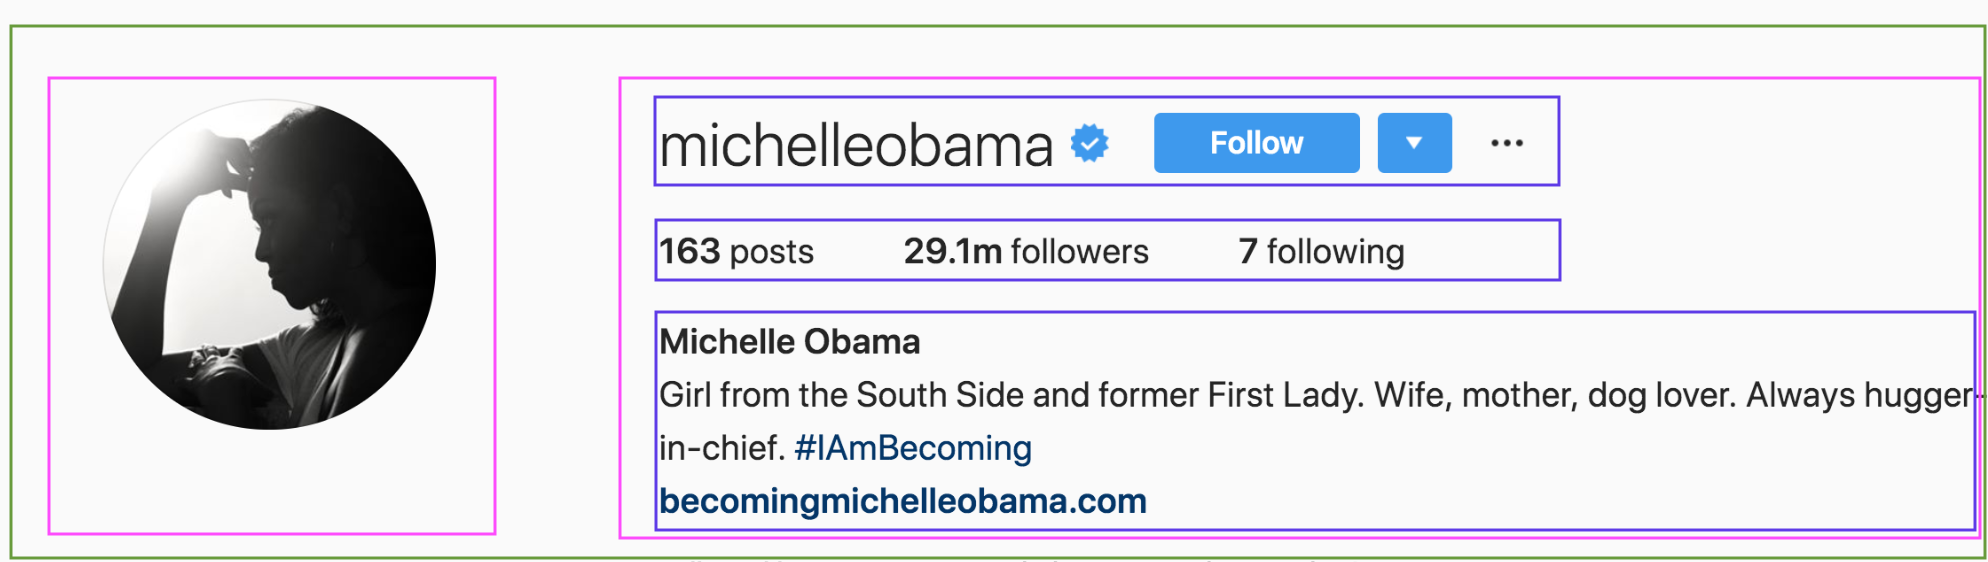 michelleobama Follow
163 posts 29.1m followers 7 following
Michelle Obama
Girl from the South Side and former First Lady. Wife, mother, dog lover. Always hugger-
in-chief. #IAmBecoming
becomingmichelleobama.com